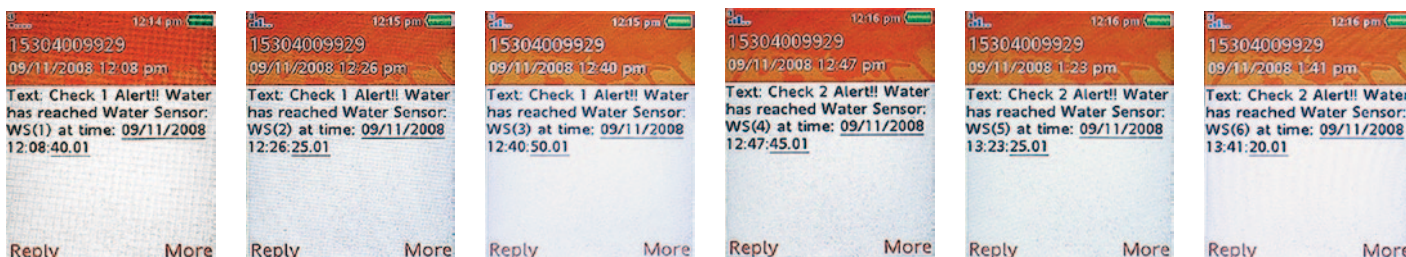 12:14 pm
15304009929
09/11/2008 12:08 pm
Text: Check 1 Alert!! Water
has reached Water Sensor:
WS(1) at time: 09/11/2008
12:08:40.01
Reply More
12:15 pm
15304009929
09/11/2008 12:26 pm
Text: Check 1 Alert!! Water
has reached Water Sensor:
WS(2) at time: 09/11/2008
12:26:25.01
Reply More
12:15 pm
15304009929
09/11/2008 12:40 pm
Text: Check 1 Alert!! Water
has reached Water Sensor:
WS(3) at time: 09/11/2008
12:40:50.01
Reply More
12:16 pm
15304009929
09/11/2008 12:47 pm
Text: Check 2 Alert!! Water
has reached Water Sensor:
WS(4) at time: 09/11/2008
12:47:45.01
Reply More
12:16 pm
15304009929
09/11/2008 1:23 pm
Text: Check 2 Alert!! Water
has reached Water Sensor:
WS(5) at time: 09/11/2008
13:23:25.01
Reply More
12:16 pm
15304009929
09/11/2008 1:41 pm
Text: Check 2 Alert!! Water
has reached Water Sensor:
WS(6) at time: 09/11/2008
13:41:20.01
Reply More